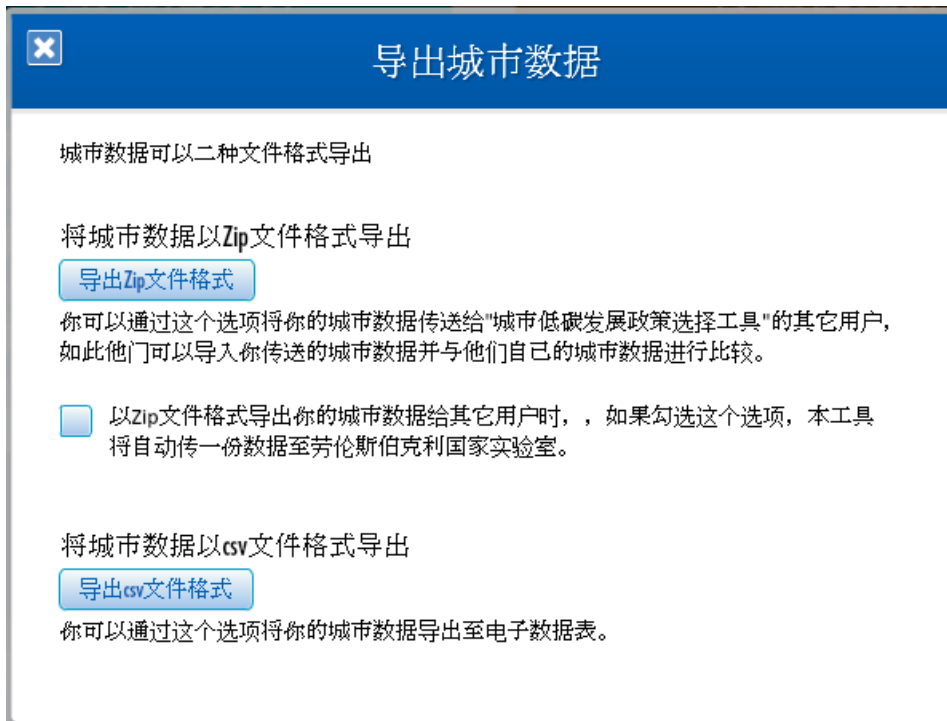 导出城市数据
城市数据可以二种文件格式导出
将城市数据以Zip文件格式导出
导出Zip文件格式
你可以通过这个选项将你的城市数据传送给"城市低碳发展政策选择工具"的其它用户，
如此他门可以导入你传送的城市数据并与他们自己的城市数据进行比较。
以Zip文件格式导出你的城市数据给其它用户时，，如果勾选这个选项，本工具
将自动传一份数据至劳伦斯伯克利国家实验室。
将城市数据以csv文件格式导出
导出csv文件格式
你可以通过这个选项将你的城市数据导出至电子数据表。